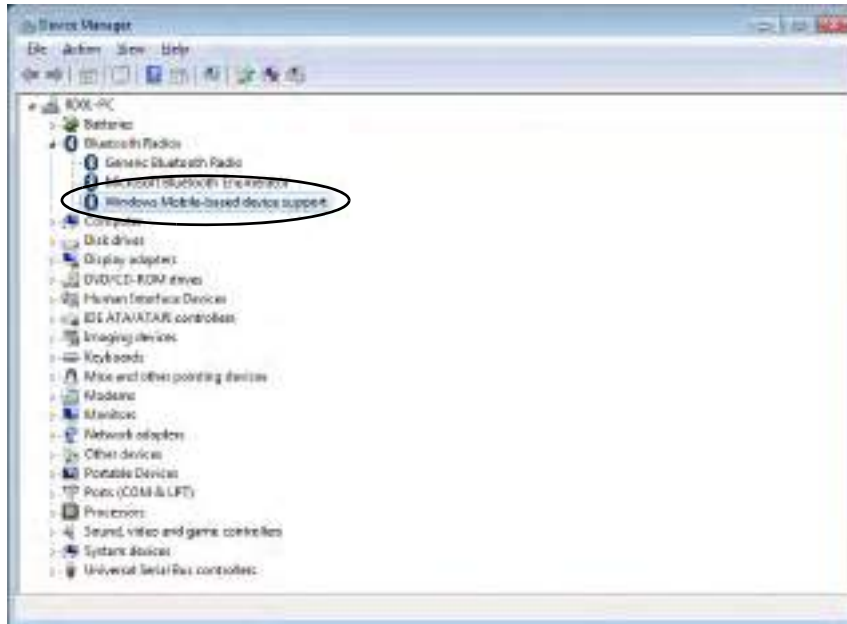 Device Manager
File Action View Help
Batteries
Bluetooth Radios
Generic Bluetooth Radio
Microsoft Bluetooth Enumerator
Windows Mobile-based device support
Computer
Disk drives
Display adapters
DVD/CD-ROM drives
Human Interface Devices
IDE ATA/ATAPI controllers
Imaging devices
Keyboards
Mice and other pointing devices
Modems
Monitors
Network adapters
Other devices
Portable Devices
Ports (COM & LPT)
Processors
Sound, video and game controllers
System devices
Universal Serial Bus controllers